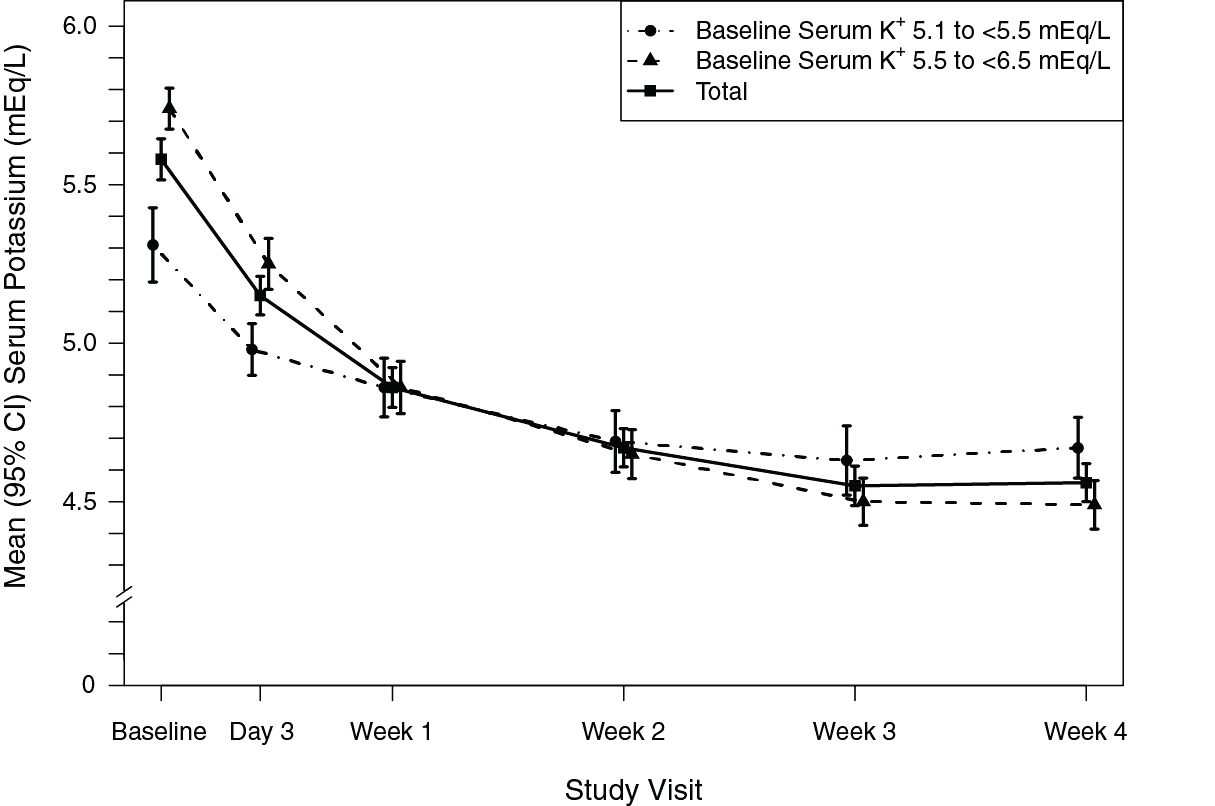 6.0
Baseline Serum K+ 5.1 to <5.5 mEq/L
Baseline Serum K+ 5.5 to <6.5 mEq/L
Total
5.5
5.0
4.5
0
Mean (95% CI) Serum Potassium (mEq/L)
Baseline Day 3 Week 1 Week 2 Week 3 Week 4
Study Visit